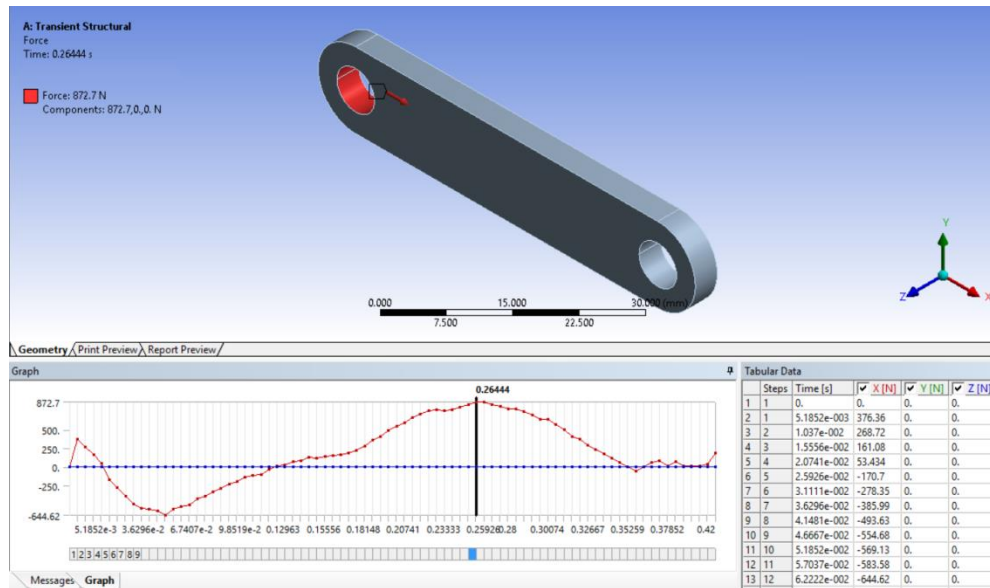 A: Transient Structural
Force
Time: 0.26444 s
Force: 872.7 N
Components: 872.7,0.,0. N
Y
X
Z
0.000 15.000 30.000 (mm)
7.500 22.500
Geometry Print Preview Report Preview
Graph
0.26444
872.7
500.
250.
0.
-250.
-644.62
5.1852e-3 3.6296e-2 6.7407e-2 9.8519e-2 0.12963 0.15556 0.18148 0.20741 0.23333 0.25926 0.28 0.30074 0.32667 0.35259 0.37852 0.42
1 2 3 4 5 6 7 8 9
Messages Graph
Tabular Data
Steps Time [s] X [N] Y [N] Z [N]
1 1 0. 0. 0. 0.
2 1 5.1852e-003 376.36 0. 0.
3 2 1.037e-002 268.72 0. 0.
4 3 1.5556e-002 161.08 0. 0.
5 4 2.0741e-002 53.434 0. 0.
6 5 2.5926e-002 -170.7 0. 0.
7 6 3.1111e-002 -278.35 0. 0.
8 7 3.6296e-002 -385.99 0. 0.
9 8 4.1481e-002 -493.63 0. 0.
10 9 4.6667e-002 -554.68 0. 0.
11 10 5.1852e-002 -569.13 0. 0.
12 11 5.7037e-002 -583.58 0. 0.
13 12 6.2222e-002 -644.62 0. 0.